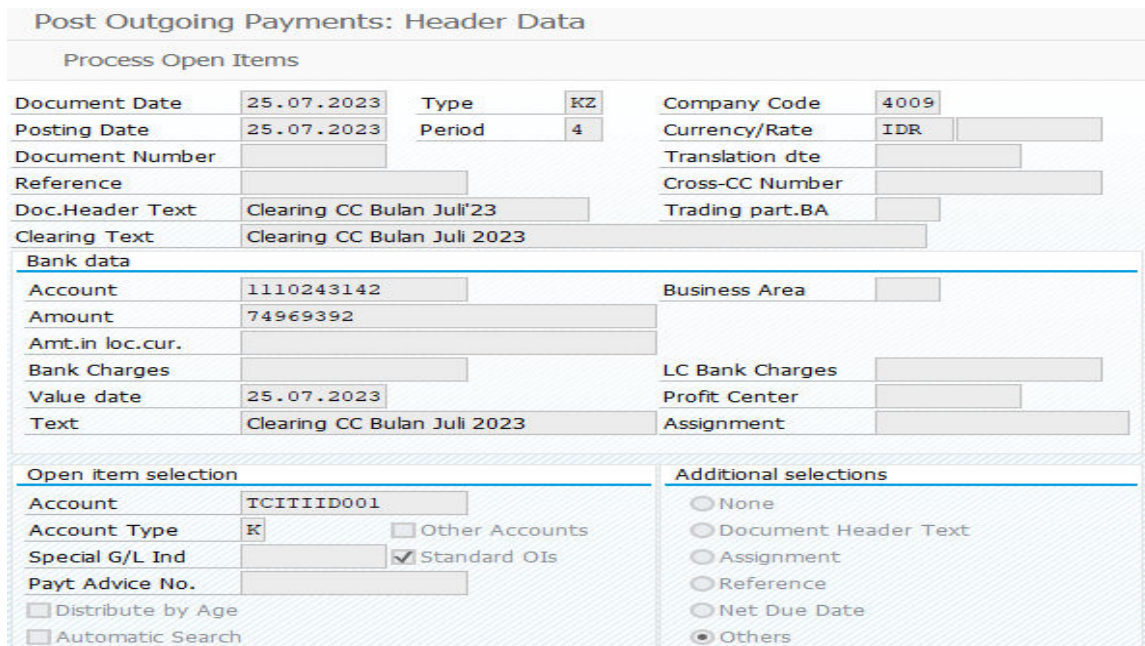 Post Outgoing Payments: Header Data
Process Open Items
Document Date 25.07.2023 Type KZ Company Code 4009
Posting Date 25.07.2023 Period 4 Currency/Rate IDR
Document Number Translation dte
Reference Cross-CC Number
Doc.Header Text Clearing CC Bulan Juli'23 Trading part.BA
Clearing Text Clearing CC Bulan Juli 2023
Bank data
Account 1110243142 Business Area
Amount 74969392
Amt.in loc.cur.
Bank Charges LC Bank Charges
Value date 25.07.2023 Profit Center
Text Clearing CC Bulan Juli 2023 Assignment
Open item selection Additional selections
Account TCITIID001 None
Account Type K Other Accounts Document Header Text
Special G/L Ind Standard OIs Assignment
Payt Advice No. Reference
Distribute by Age Net Due Date
Automatic Search Others